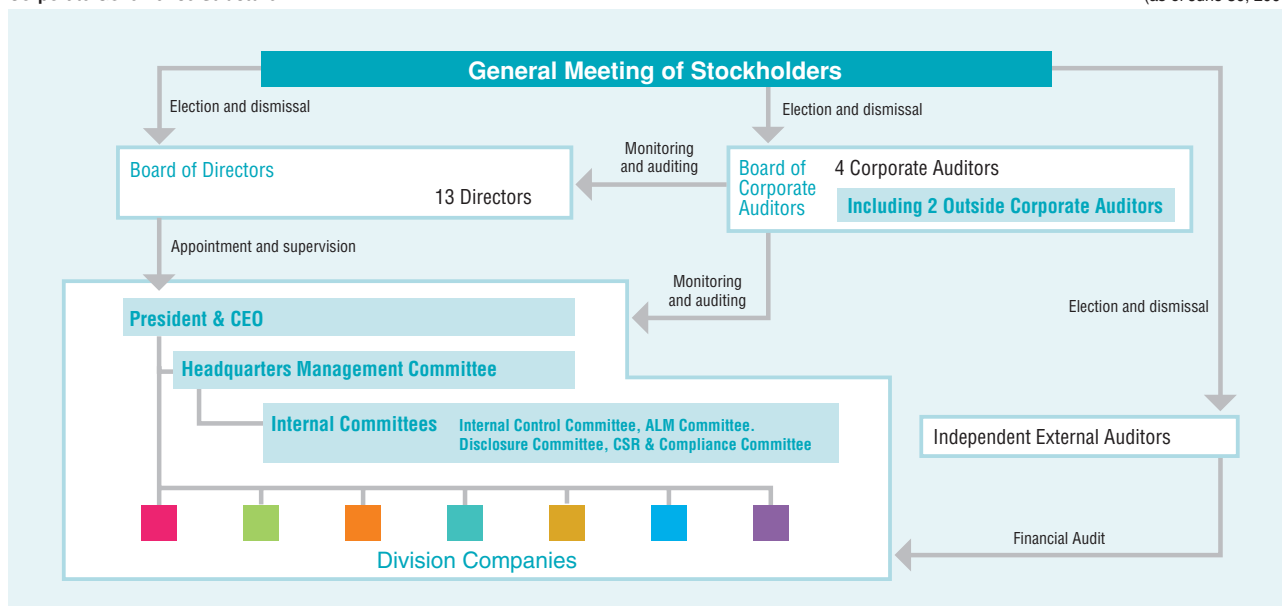 General Meeting of Stockholders
Election and dismissal
Election and dismissal
Board of Directors
13 Directors
Monitoring
and auditing
Board of
Corporate
Auditors
4 Corporate Auditors
Including 2 Outside Corporate Auditors
Appointment and supervision
Monitoring
and auditing
Election and dismissal
President & CEO
Headquarters Management Committee
Internal Committees
Internal Control Committee, ALM Committee.
Disclosure Committee, CSR & Compliance Committee
Independent External Auditors
Financial Audit
Division Companies